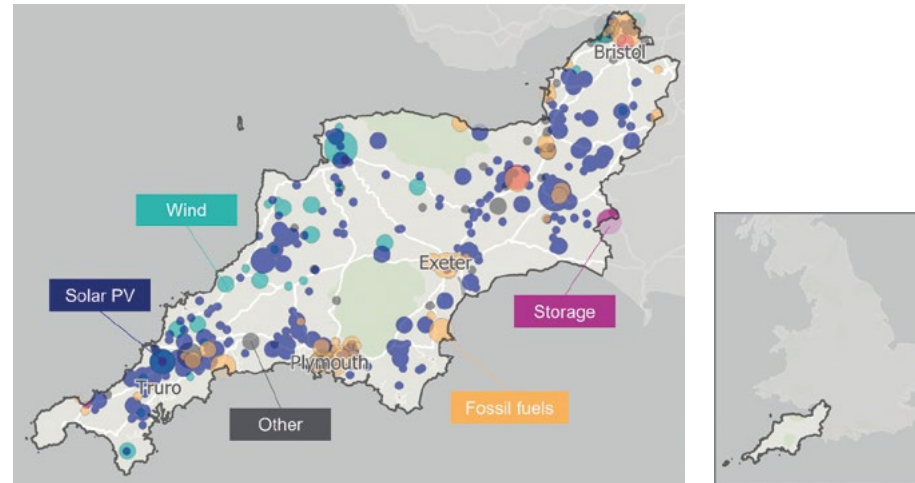 Bristol
Wind
Exeter
Solar PV
Storage
Plymouth
Truro
Fossil fuels
Other